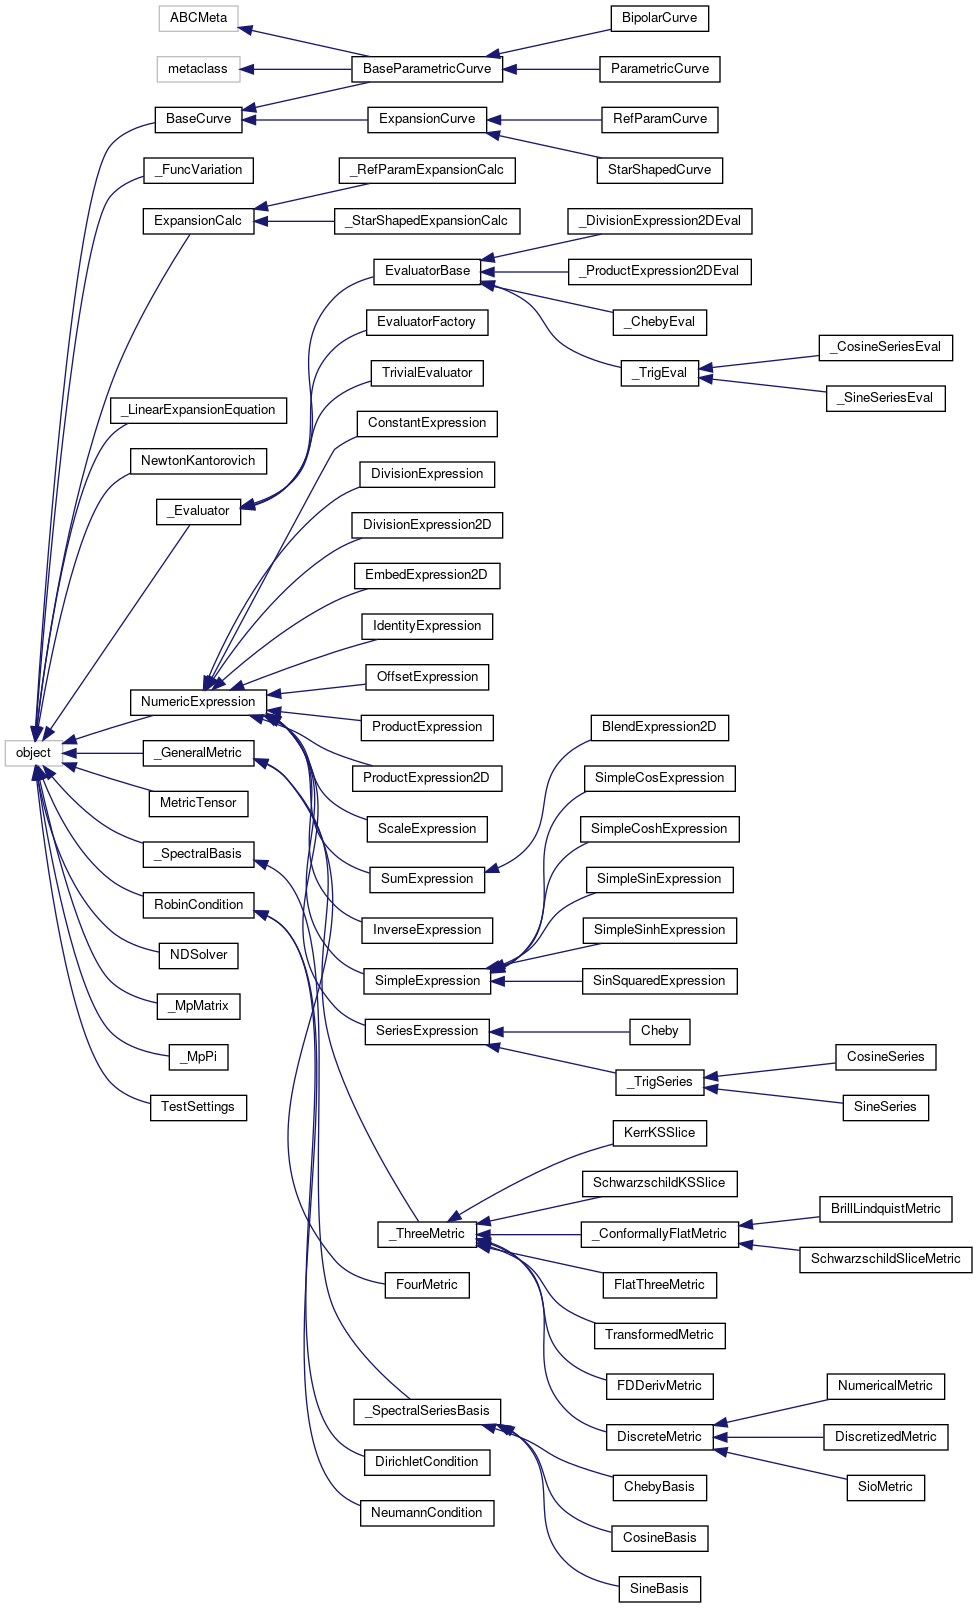 ABCMeta
BipolarCurve
metaclass
BaseParametricCurve
ParametricCurve
BaseCurve
ExpansionCurve
RefParamCurve
_FuncVariation
_RefParamExpansionCalc
StarShapedCurve
ExpansionCalc
_StarShapedExpansionCalc
_DivisionExpression2DEval
EvaluatorBase
_ProductExpression2DEval
EvaluatorFactory
_ChebyEval
_CosineSeriesEval
TrivialEvaluator
_TrigEval
_SineSeriesEval
_LinearExpansionEquation
ConstantExpression
NewtonKantorovich
DivisionExpression
_Evaluator
DivisionExpression2D
EmbedExpression2D
IdentityExpression
OffsetExpression
NumericExpression
ProductExpression
BlendExpression2D
object
_GeneralMetric
ProductExpression2D
SimpleCosExpression
MetricTensor
ScaleExpression
SimpleCoshExpression
_SpectralBasis
SumExpression
SimpleSinExpression
RobinCondition
InverseExpression
SimpleSinhExpression
NDSolver
SimpleExpression
SinSquaredExpression
_MpMatrix
SeriesExpression
Cheby
_MpPi
CosineSeries
_TrigSeries
TestSettings
SineSeries
KerrKSSlice
SchwarzschildKSSlice
BrillLindquistMetric
_ThreeMetric
_ConformallyFlatMetric
SchwarzschildSliceMetric
FourMetric
FlatThreeMetric
TransformedMetric
FDDerivMetric
NumericalMetric
_SpectralSeriesBasis
DiscreteMetric
DiscretizedMetric
DirichletCondition
ChebyBasis
SioMetric
NeumannCondition
CosineBasis
SineBasis